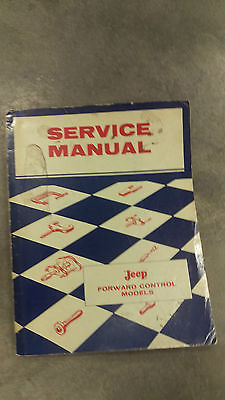 SERVICE
MANUAL
Jeep
FORWARD CONTROL
MODELS